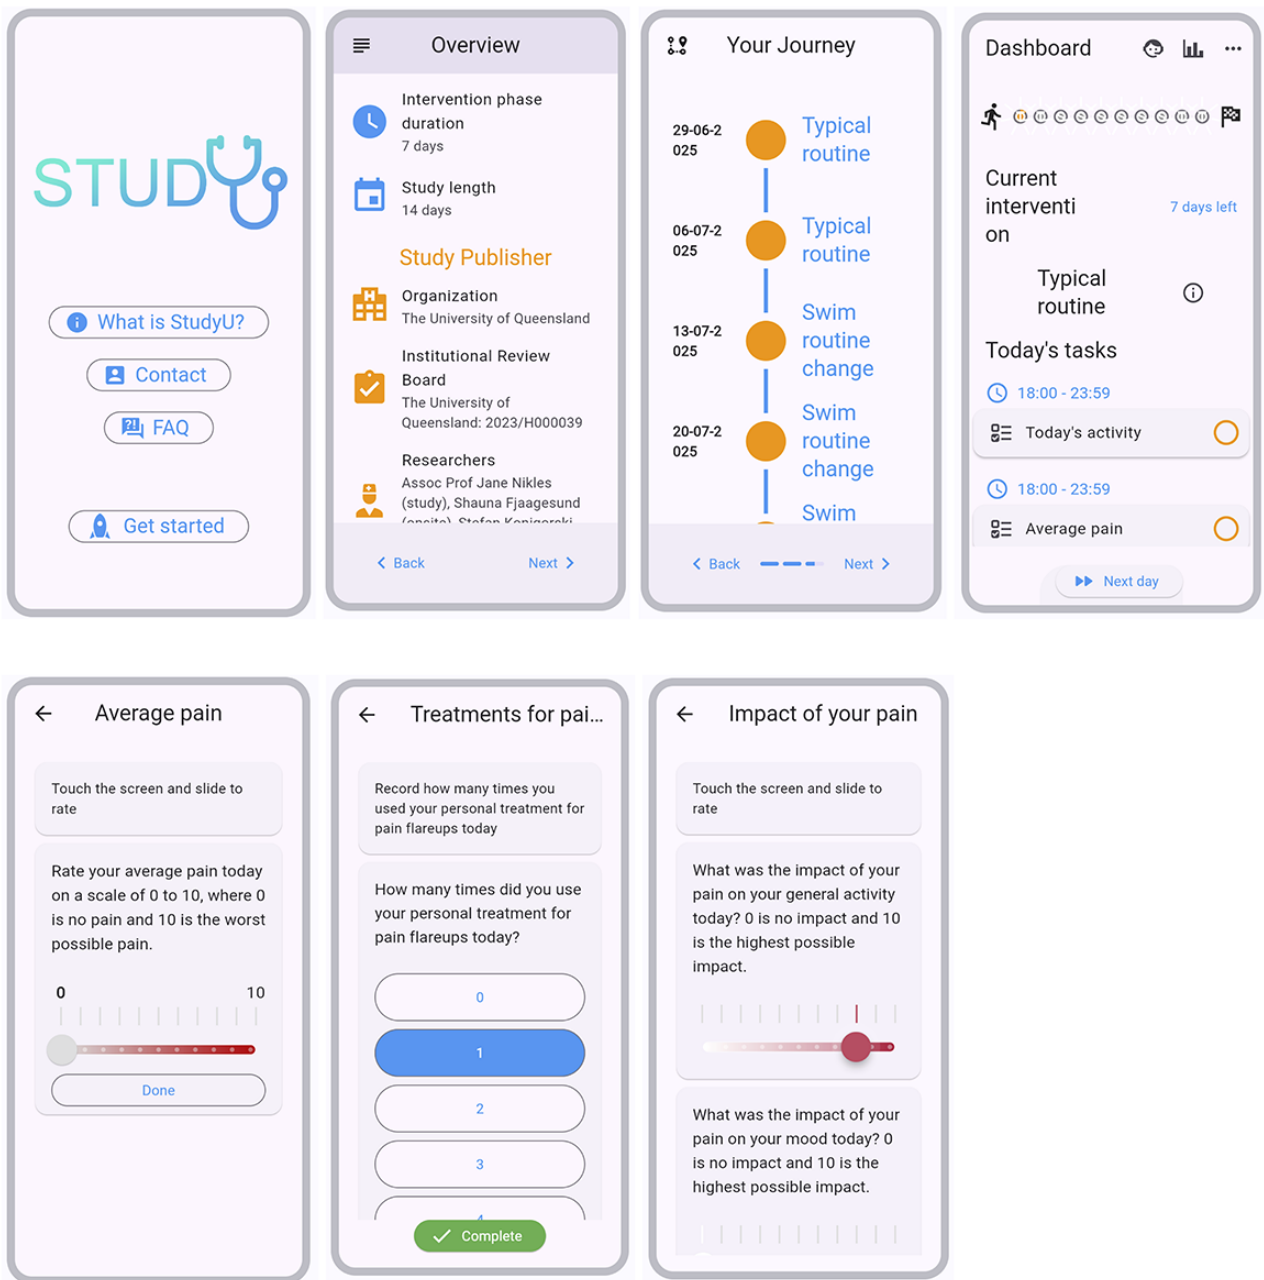 STUDYU
What is StudyU?
Contact
FAQ
Get started
Overview
Intervention phase
duration
7 days
Study length
14 days
Study Publisher
Organization
The University of Queensland
Institutional Review
Board
The University of
Queensland: 2023/H000039
Researchers
Assoc Prof Jane Nikles
(study), Shauna Fjaagesund
(onsite), Stefan Konigorski
Back
Next
Your Journey
29-06-2
025
Typical
routine
06-07-2
025
Typical
routine
13-07-2
025
Swim
routine
change
20-07-2
025
Swim
routine
change
Swim
Back
Next
Dashboard
Current
interventi
on
7 days left
Typical
routine
Today's tasks
18:00 - 23:59
Today's activity
18:00 - 23:59
Average pain
Next day
Average pain
Touch the screen and slide to
rate
Rate your average pain today
on a scale of 0 to 10, where 0
is no pain and 10 is the worst
possible pain.
0
10
Done
Treatments for pai...
Record how many times you
used your personal treatment for
pain flareups today
How many times did you use
your personal treatment for
pain flareups today?
0
1
2
3
4
Complete
Impact of your pain
Touch the screen and slide to
rate
What was the impact of your
pain on your general activity
today? 0 is no impact and 10
is the highest possible
impact.
What was the impact of your
pain on your mood today? 0
is no impact and 10 is the
highest possible impact.